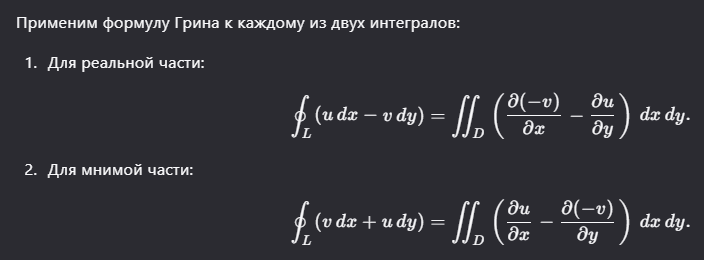 Применим формулу Грина к каждому из двух интегралов:
1. Для реальной части:
∮_L (u dx − v dy) = ∬_D (∂(−v)/∂x − ∂u/∂y) dx dy.
2. Для мнимой части:
∮_L (v dx + u dy) = ∬_D (∂u/∂x − ∂(−v)/∂y) dx dy.